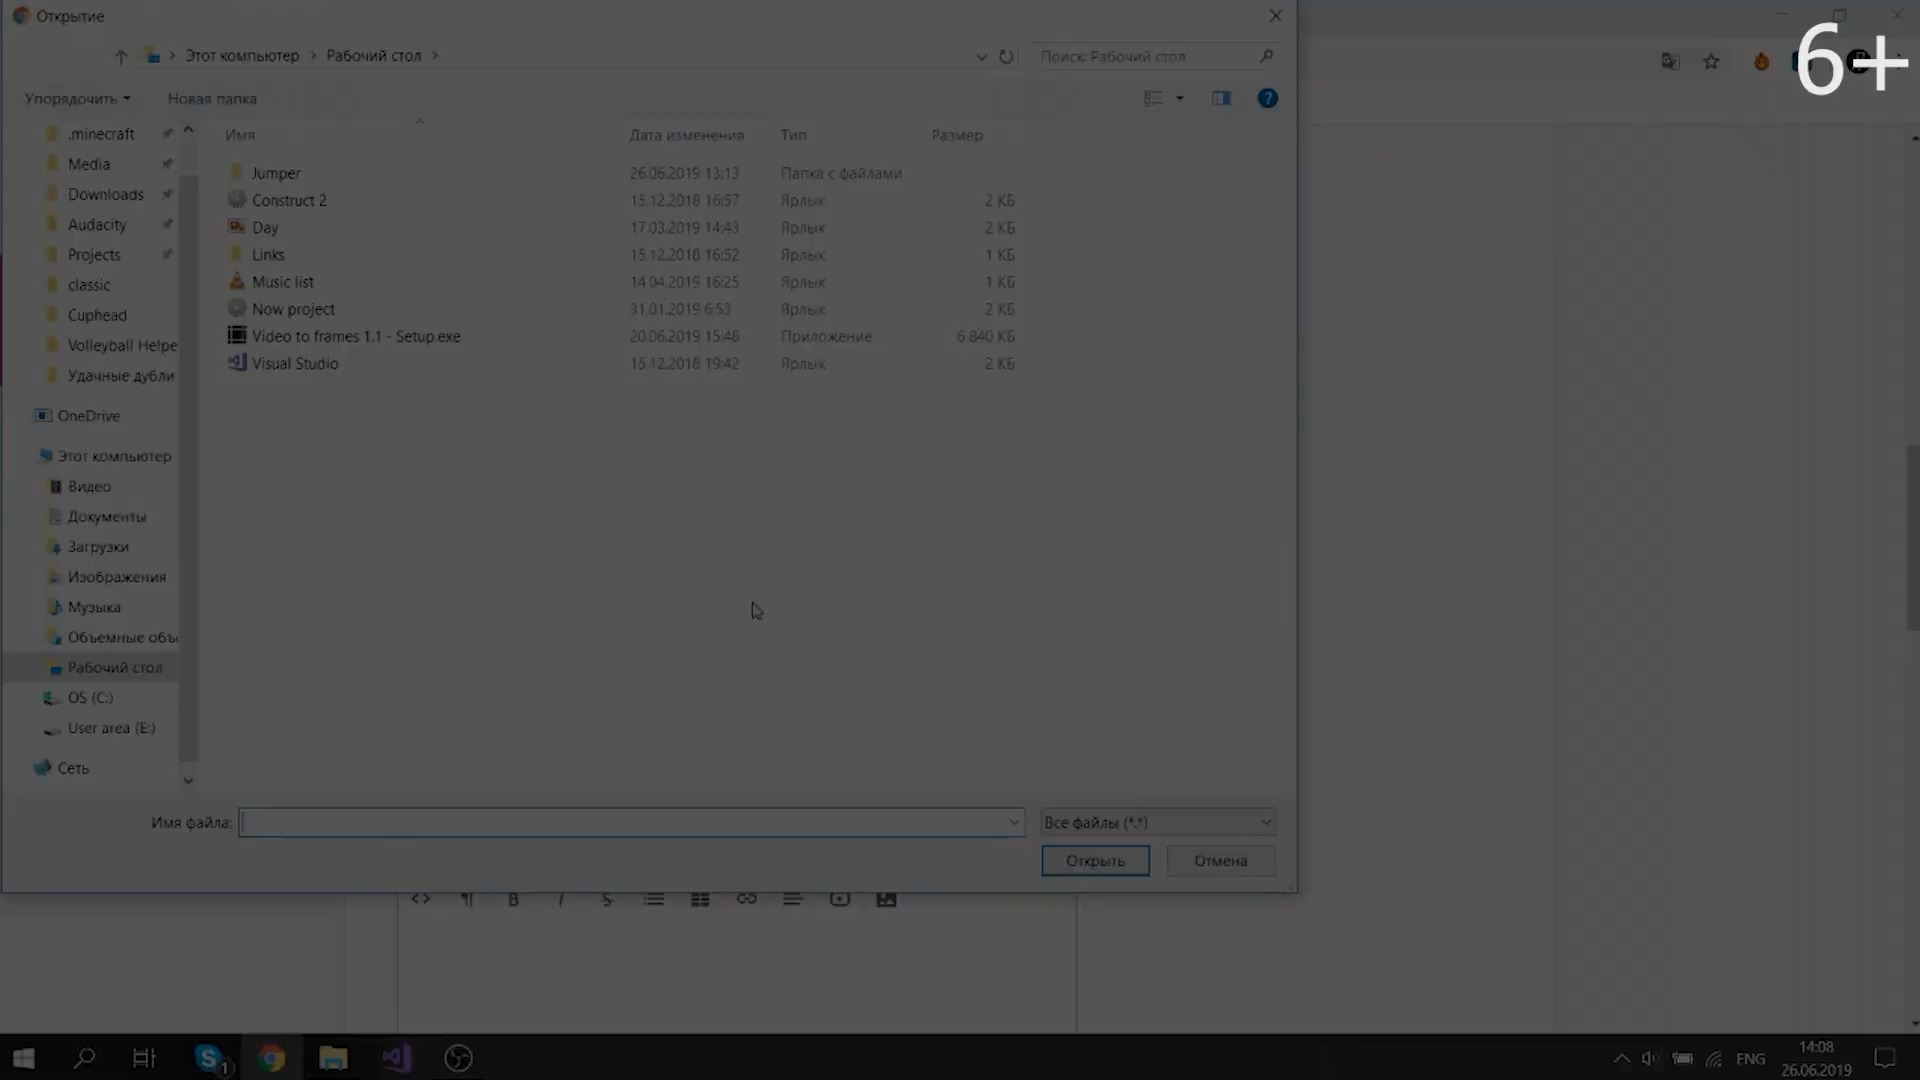 Открытие
6+
Этот компьютер
Рабочий стол
Поиск: Рабочий стол
Упорядочить
Новая папка
?
Имя
Дата изменения
Тип
Размер
.minecraft
Media
Downloads
Audacity
Projects
classic
Cuphead
Volleyball Helpe
Удачные дубли
OneDrive
Этот компьютер
Видео
Документы
Загрузки
Изображения
Музыка
Объемные объ
Рабочий стол
OS (C:)
User area (E:)
Сеть
Jumper 26.06.2019 13:13 Папка с файлами
Construct 2 15.12.2018 16:57 Ярлык 2 КБ
Day 17.03.2019 14:43 Ярлык 2 КБ
Links 15.12.2018 16:52 Ярлык 1 КБ
Music list 14.04.2019 16:25 Ярлык 1 КБ
Now project 31.01.2019 6:53 Ярлык 2 КБ
Video to frames 1.1 - Setup.exe 20.06.2019 15:48 Приложение 6 840 КБ
Visual Studio 15.12.2018 19:42 Ярлык 2 КБ
Имя файла:
Все файлы (*.*)
Открыть
Отмена
ENG
14:08
26.06.2019